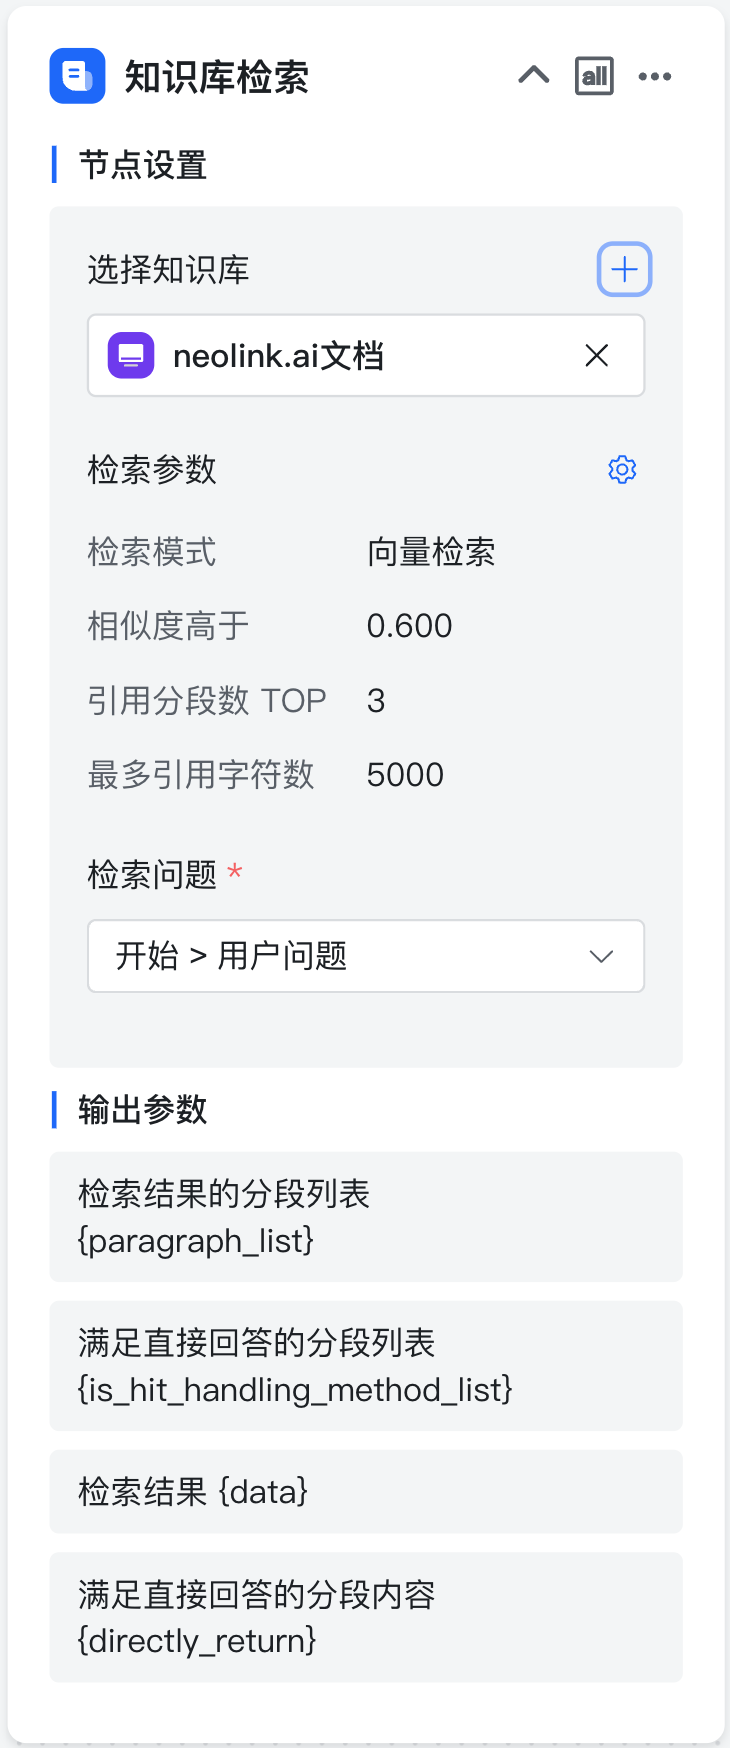 知识库检索
all
节点设置
选择知识库
neolink.ai文档
检索参数
检索模式 向量检索
相似度高于 0.600
引用分段数 TOP 3
最多引用字符数 5000
检索问题 *
开始 > 用户问题
输出参数
检索结果的分段列表
{paragraph_list}
满足直接回答的分段列表
{is_hit_handling_method_list}
检索结果 {data}
满足直接回答的分段内容
{directly_return}